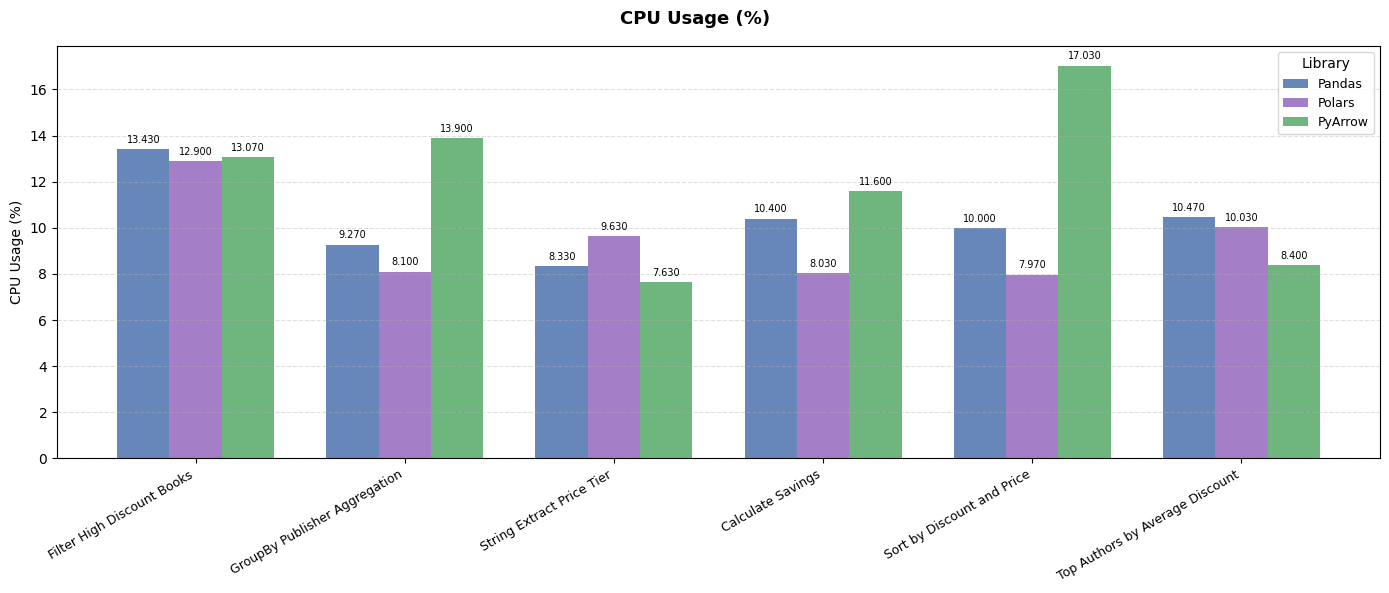 CPU Usage (%)
CPU Usage (%)
16
14
12
10
8
6
4
2
0
13.430
12.900
13.070
9.270
8.100
13.900
8.330
9.630
7.630
10.400
8.030
11.600
10.000
7.970
17.030
10.470
10.030
8.400
Library
Pandas
Polars
PyArrow
Filter High Discount Books
GroupBy Publisher Aggregation
String Extract Price Tier
Calculate Savings
Sort by Discount and Price
Top Authors by Average Discount